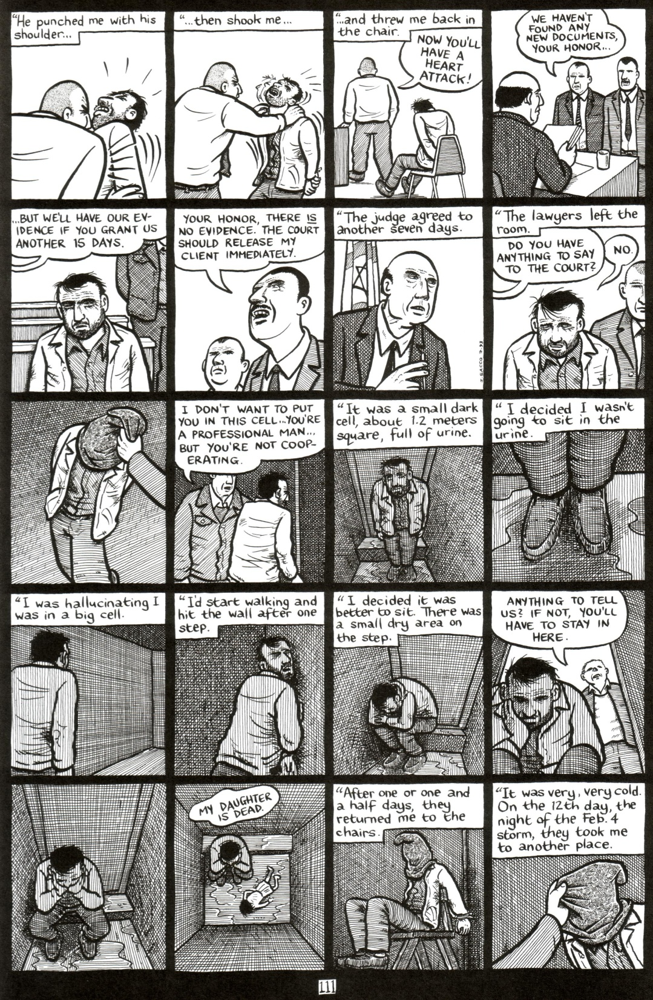 "He punched me with his
shoulder...
"...then shook me...
"...and threw me back in
the chair.
NOW YOU'LL
HAVE A
HEART
ATTACK!
WE HAVEN'T
FOUND ANY
NEW DOCUMENTS,
YOUR HONOR...
...BUT WE'LL HAVE OUR EV-
IDENCE IF YOU GRANT US
ANOTHER 15 DAYS.
YOUR HONOR, THERE IS
NO EVIDENCE. THE COURT
SHOULD RELEASE MY
CLIENT IMMEDIATELY.
"The judge agreed to
another seven days.
J. SACCO 7.93
"The lawyers left the
room.
DO YOU HAVE
ANYTHING TO SAY
TO THE COURT?
NO.
I DON'T WANT TO PUT
YOU IN THIS CELL...YOU'RE
A PROFESSIONAL MAN...
BUT YOU'RE NOT COOP-
ERATING.
"It was a small dark
cell, about 1.2 meters
square, full of urine.
"I decided I wasn't
going to sit in the
urine.
"I was hallucinating I
was in a big cell.
"I'd start walking and
hit the wall after one
step.
"I decided it was
better to sit. There was
a small dry area on
the step.
ANYTHING TO TELL
US? IF NOT, YOU'LL
HAVE TO STAY IN
HERE.
MY DAUGHTER
IS DEAD.
"After one or one and
a half days, they
returned me to the
chairs.
"It was very, very cold.
On the 12th day, the
night of the Feb. 4
storm, they took me
to another place.
111